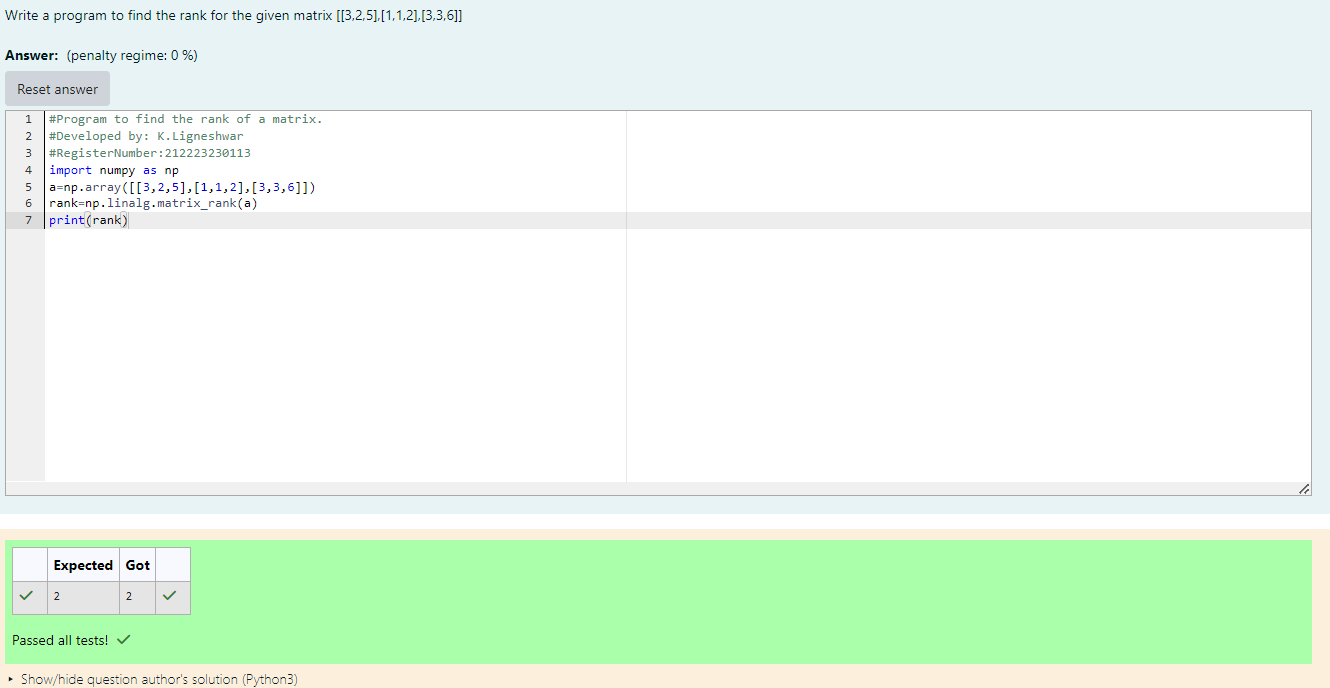 Write a program to find the rank for the given matrix [[3,2,5],[1,1,2],[3,3,6]]
Answer: (penalty regime: 0 %)
Reset answer
1 #Program to find the rank of a matrix.
2 #Developed by: K.Ligneshwar
3 #RegisterNumber:212223230113
4 import numpy as np
5 a=np.array([[3,2,5],[1,1,2],[3,3,6]])
6 rank=np.linalg.matrix_rank(a)
7 print(rank)
Expected Got
2 2
Passed all tests!
Show/hide question author's solution (Python3)